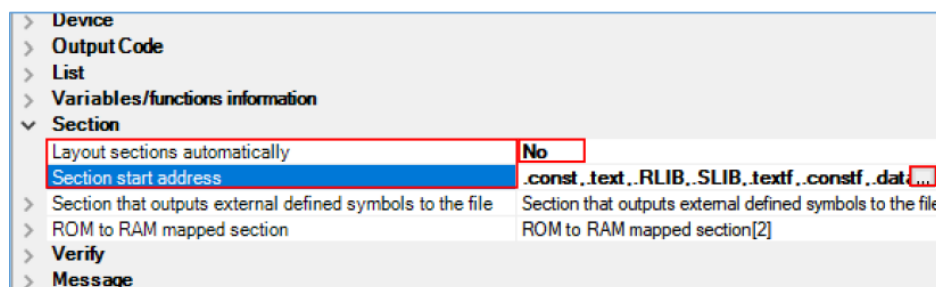 Device
Output Code
List
Variables/functions information
Section
Layout sections automatically No
Section start address .const,.text,.RLIB,.SLIB,.textf,.constf,.data ...
Section that outputs external defined symbols to the file Section that outputs external defined symbols to the file
ROM to RAM mapped section ROM to RAM mapped section[2]
Verify
Message